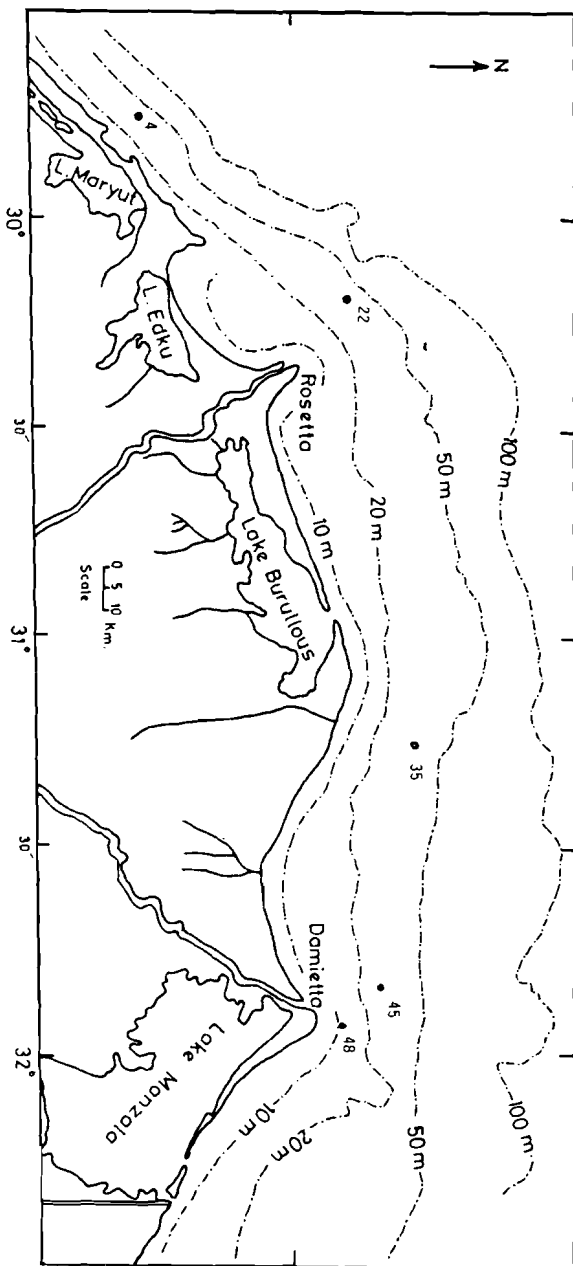 N
4
L. Maryut
30°
22
L. Edku
Rosetta
30'
100 m
50 m
20 m
10 m
Lake Burullous
0 5 10 Km.
Scale
31°
35
30'
Damietta
45
48
Lake Manzala
32°
10 m
20 m
50 m
100 m